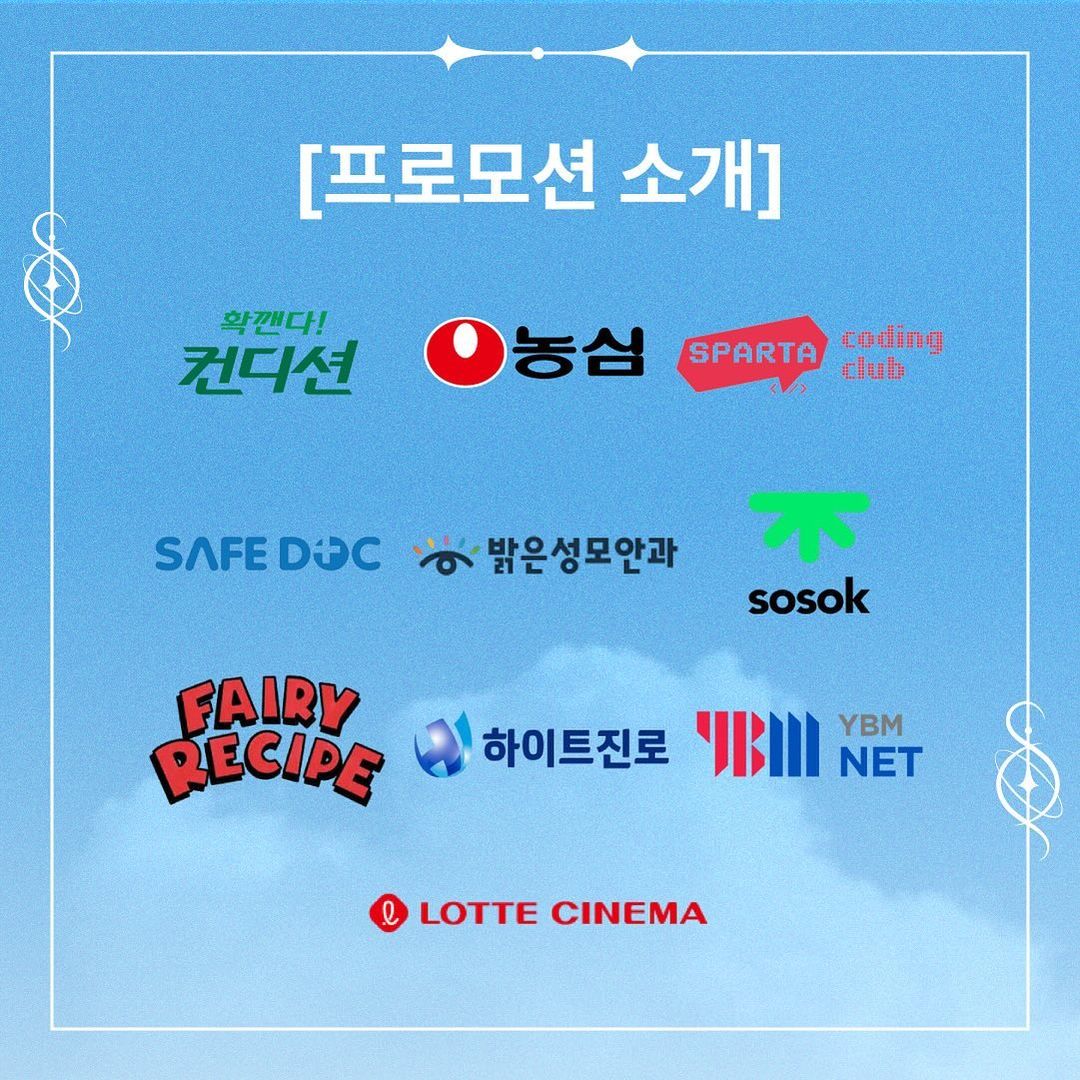 [프로모션 소개]
확깬다!
컨디션
농심
SPARTA
coding
club
</>
SAFE DOC
밝은성모안과
sosok
FAIRY
RECIPE
하이트진로
YBM
YBM
NET
LOTTE CINEMA